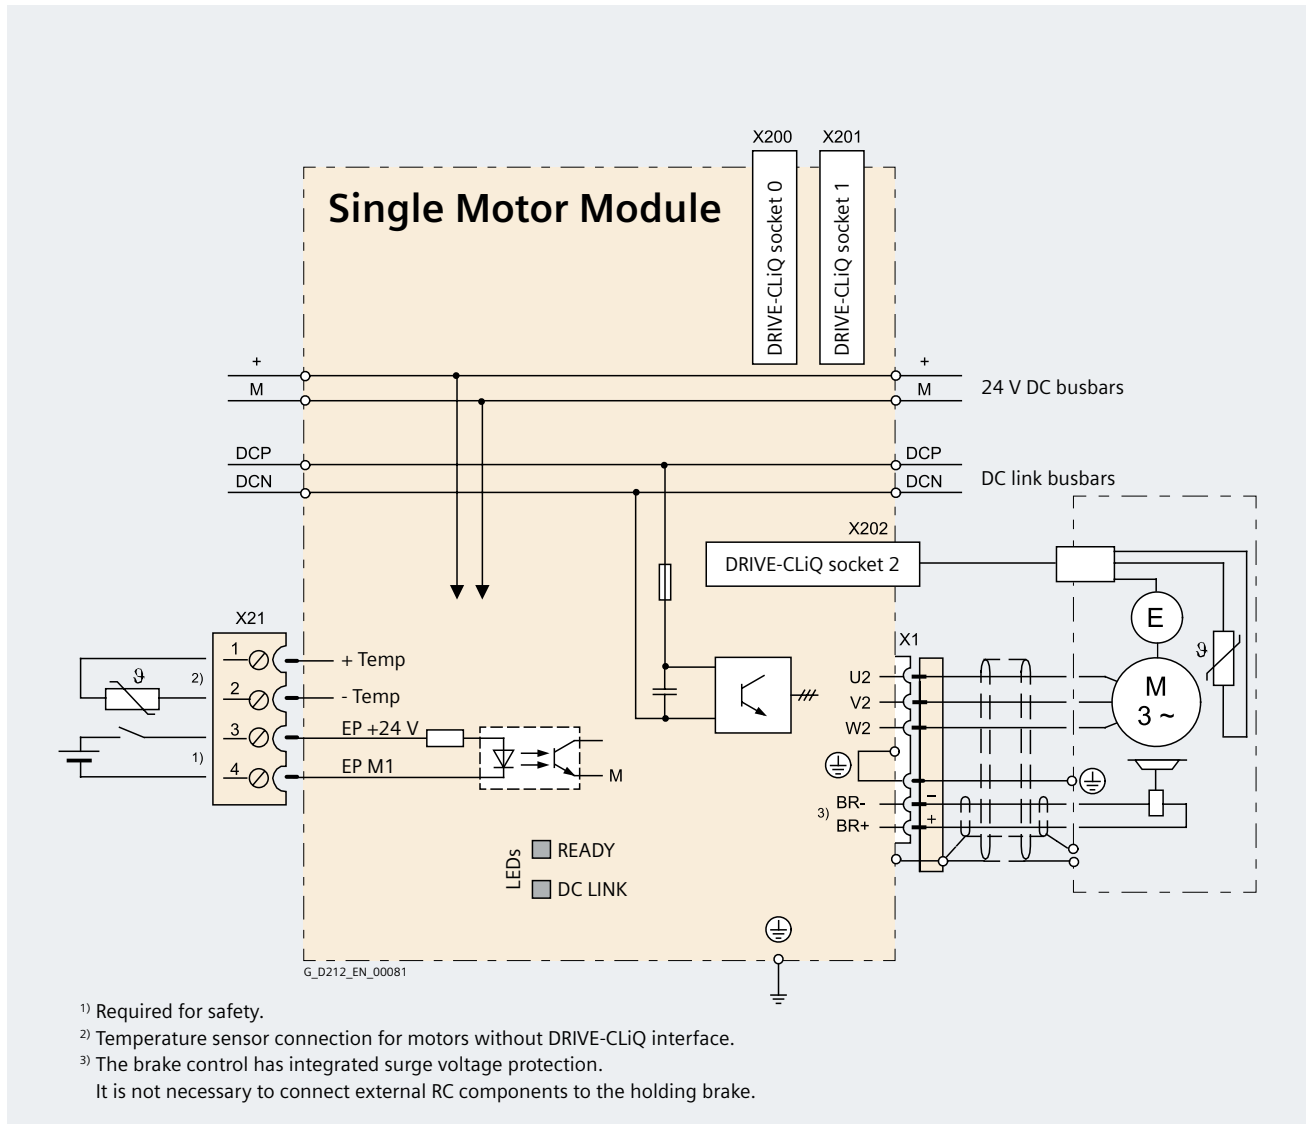 X200
X201
Single Motor Module
DRIVE-CLiQ socket 0
DRIVE-CLiQ socket 1
+
+
M
M
24 V DC busbars
DCP
DCP
DCN
DCN
DC link busbars
X202
DRIVE-CLiQ socket 2
X21
E
X1
1
+ Temp
ϑ
ϑ
2)
U2
M
3 ~
2
- Temp
V2
3
EP +24 V
W2
1)
4
EP M1
M
BR-
−
3)
BR+
+
LEDs
READY
DC LINK
G_D212_EN_00081
1) Required for safety.
2) Temperature sensor connection for motors without DRIVE-CLiQ interface.
3) The brake control has integrated surge voltage protection.
It is not necessary to connect external RC components to the holding brake.